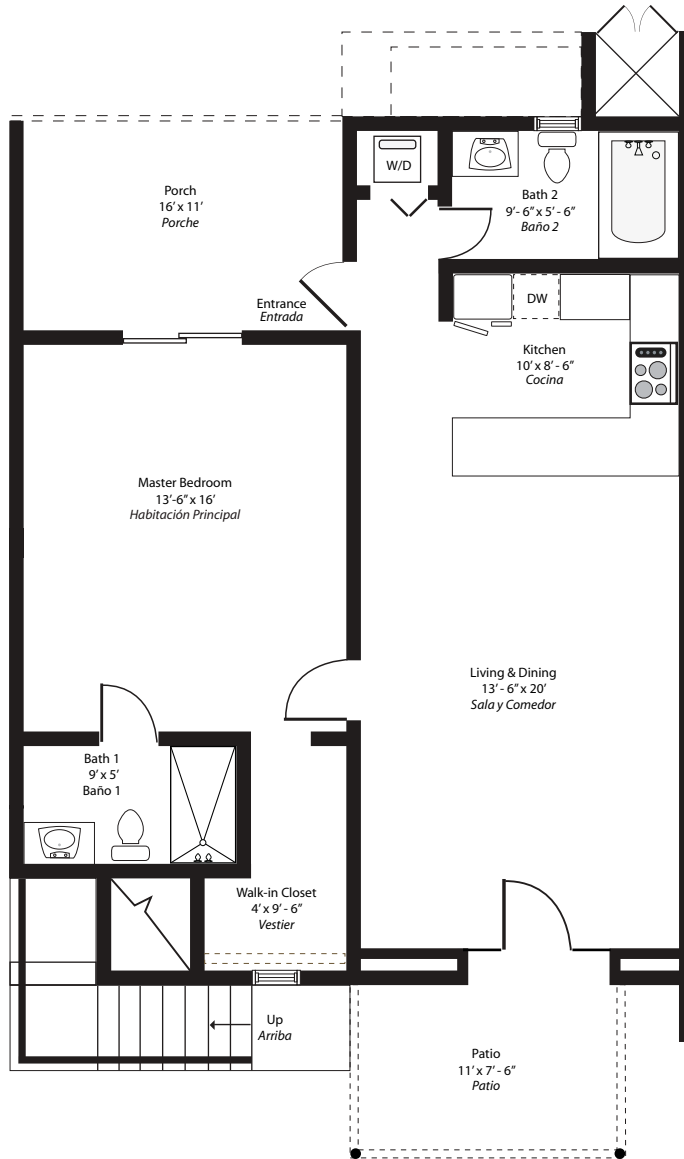 W/D
Porch
16’ x 11’
Porche
Bath 2
9’- 6” x 5’ - 6”
Baño 2
Entrance
Entrada
DW
Kitchen
10’ x 8’ - 6”
Cocina
Master Bedroom
13’-6” x 16’
Habitación Principal
Living & Dining
13’ - 6” x 20’
Sala y Comedor
Bath 1
9’ x 5’
Baño 1
Walk-in Closet
4’ x 9’ - 6”
Vestier
Up
Arriba
Patio
11’ x 7’ - 6”
Patio